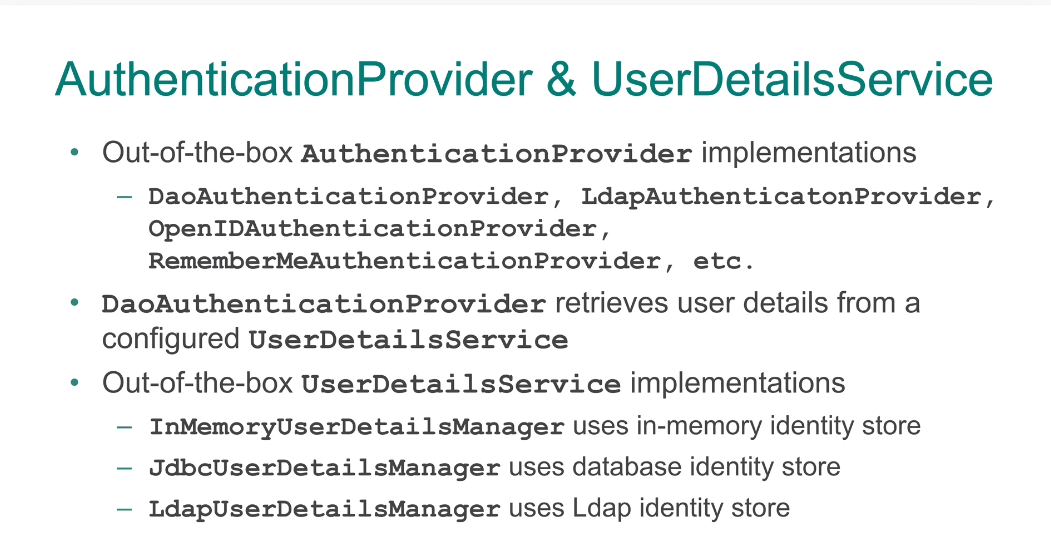 AuthenticationProvider & UserDetailsService
• Out-of-the-box AuthenticationProvider implementations
– DaoAuthenticationProvider, LdapAuthenticatonProvider,
OpenIDAuthenticationProvider,
RememberMeAuthenticationProvider, etc.
• DaoAuthenticationProvider retrieves user details from a
configured UserDetailsService
• Out-of-the-box UserDetailsService implementations
– InMemoryUserDetailsManager uses in-memory identity store
– JdbcUserDetailsManager uses database identity store
– LdapUserDetailsManager uses Ldap identity store